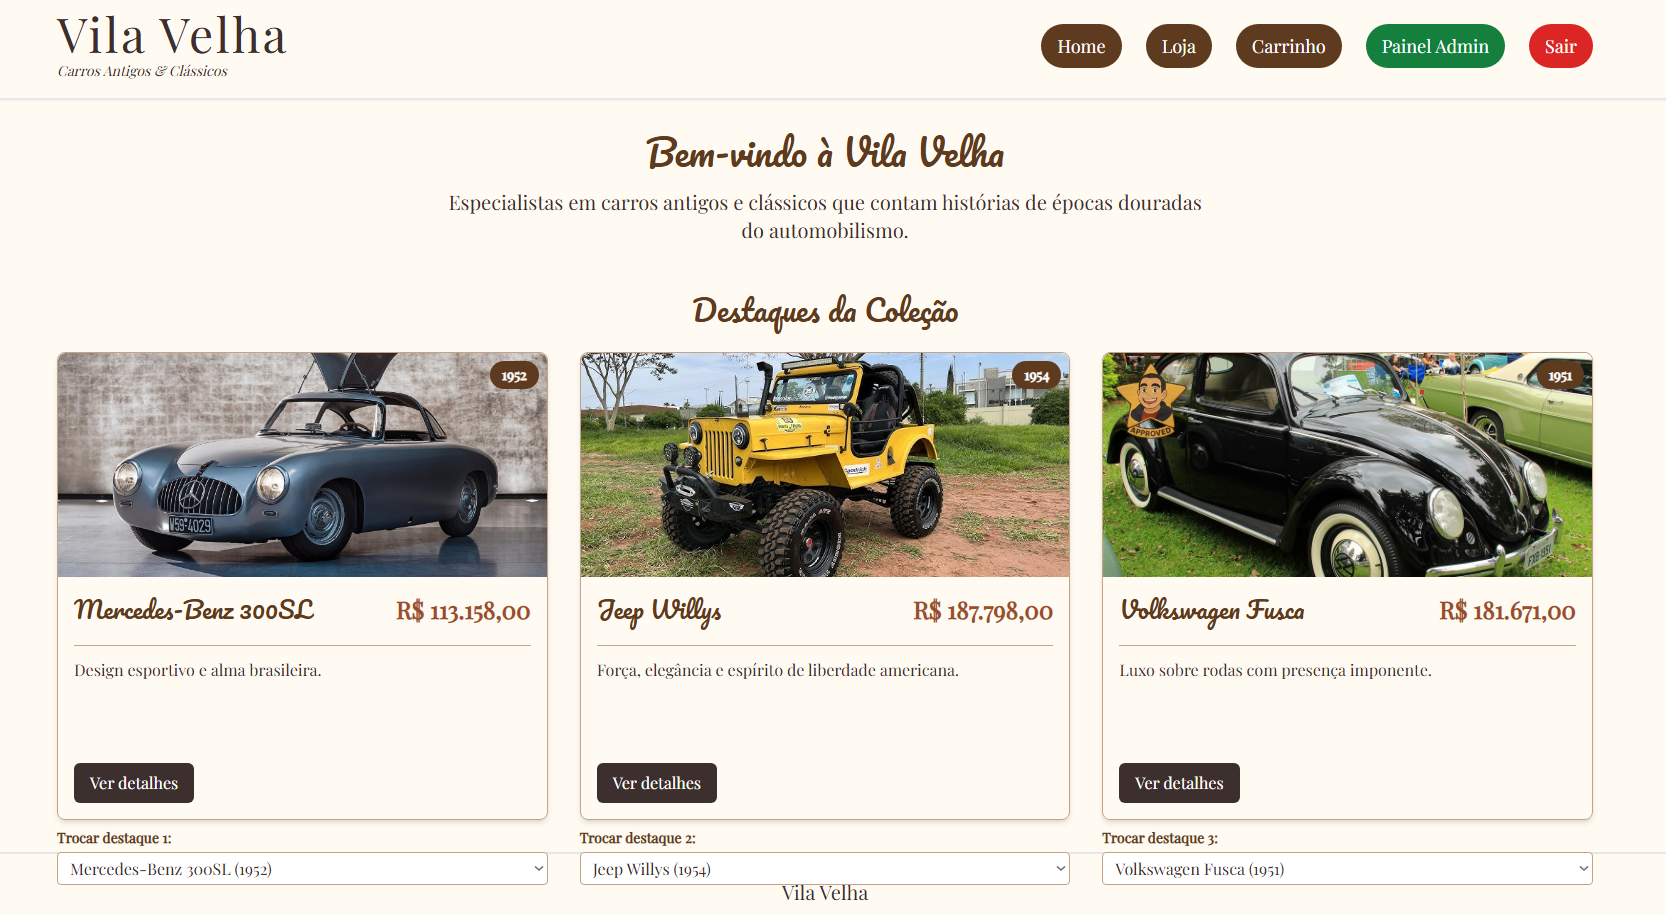 Vila Velha
Carros Antigos & Clássicos
Home
Loja
Carrinho
Painel Admin
Sair
Bem-vindo à Vila Velha
Especialistas em carros antigos e clássicos que contam histórias de épocas douradas
do automobilismo.
Destaques da Coleção
1952
W59-4029
Mercedes-Benz 300SL
R$ 113.158,00
Design esportivo e alma brasileira.
Ver detalhes
Trocar destaque 1:
Mercedes-Benz 300SL (1952)
1954
Jeep Willys
R$ 187.798,00
Força, elegância e espírito de liberdade americana.
Ver detalhes
Trocar destaque 2:
Jeep Willys (1954)
1951
APPROVED
Volkswagen Fusca
R$ 181.671,00
Luxo sobre rodas com presença imponente.
Ver detalhes
Trocar destaque 3:
Volkswagen Fusca (1951)
Vila Velha